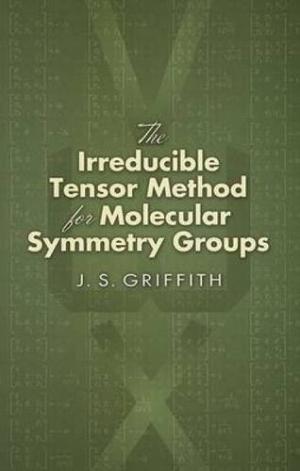 The
Irreducible
Tensor Method
for Molecular
Symmetry Groups
J. S. GRIFFITH